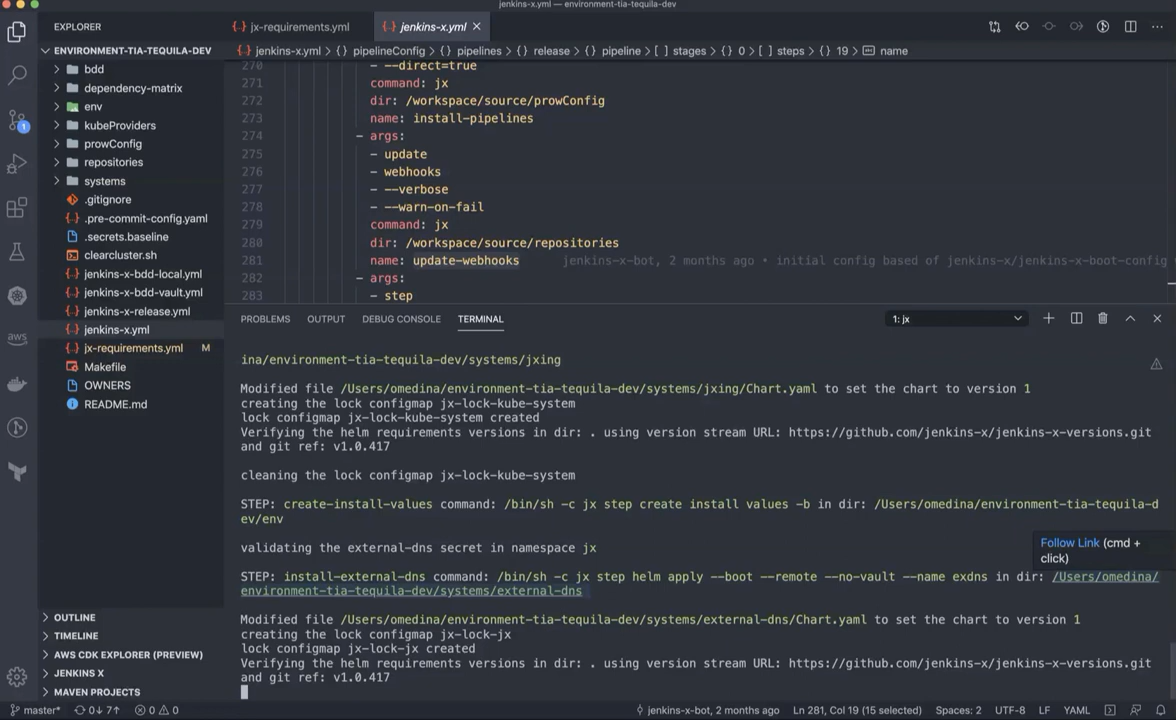 jenkins-x.yml — environment-tia-tequila-dev
EXPLORER
jx-requirements.yml
jenkins-x.yml
ENVIRONMENT-TIA-TEQUILA-DEV
jenkins-x.yml > {} pipelineConfig > {} pipelines > {} release > {} pipeline > [ ] stages > {} 0 > [ ] steps > {} 19 > name
bdd
dependency-matrix
env
kubeProviders
prowConfig
repositories
systems
.gitignore
.pre-commit-config.yaml
.secrets.baseline
clearcluster.sh
jenkins-x-bdd-local.yml
jenkins-x-bdd-vault.yml
jenkins-x-release.yml
jenkins-x.yml
jx-requirements.yml M
Makefile
OWNERS
README.md
OUTLINE
TIMELINE
AWS CDK EXPLORER (PREVIEW)
JENKINS X
MAVEN PROJECTS
270 - --direct=true
271 command: jx
272 dir: /workspace/source/prowConfig
273 name: install-pipelines
274 - args:
275 - update
276 - webhooks
277 - --verbose
278 - --warn-on-fail
279 command: jx
280 dir: /workspace/source/repositories
281 name: update-webhooks jenkins-x-bot, 2 months ago • initial config based of jenkins-x/jenkins-x-boot-config
282 - args:
283 - step
PROBLEMS OUTPUT DEBUG CONSOLE TERMINAL 1: jx
ina/environment-tia-tequila-dev/systems/jxing
Modified file /Users/omedina/environment-tia-tequila-dev/systems/jxing/Chart.yaml to set the chart to version 1
creating the lock configmap jx-lock-kube-system
lock configmap jx-lock-kube-system created
Verifying the helm requirements versions in dir: . using version stream URL: https://github.com/jenkins-x/jenkins-x-versions.git
and git ref: v1.0.417
cleaning the lock configmap jx-lock-kube-system
STEP: create-install-values command: /bin/sh -c jx step create install values -b in dir: /Users/omedina/environment-tia-tequila-d
ev/env
validating the external-dns secret in namespace jx
Follow Link (cmd +
click)
STEP: install-external-dns command: /bin/sh -c jx step helm apply --boot --remote --no-vault --name exdns in dir: /Users/omedina/
environment-tia-tequila-dev/systems/external-dns
Modified file /Users/omedina/environment-tia-tequila-dev/systems/external-dns/Chart.yaml to set the chart to version 1
creating the lock configmap jx-lock-jx
lock configmap jx-lock-jx created
Verifying the helm requirements versions in dir: . using version stream URL: https://github.com/jenkins-x/jenkins-x-versions.git
and git ref: v1.0.417
aws
1
master* 0↓ 7↑ 0 0 jenkins-x-bot, 2 months ago Ln 281, Col 19 (15 selected) Spaces: 2 UTF-8 LF YAML